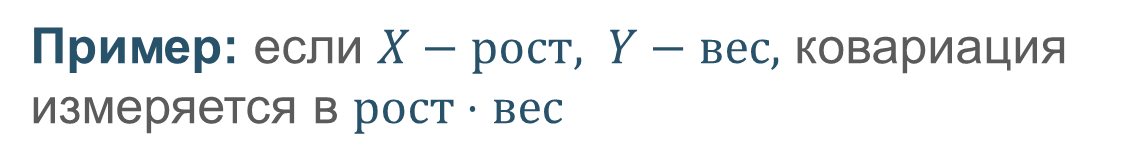 Пример: если X − рост, Y − вес, ковариация
измеряется в рост · вес